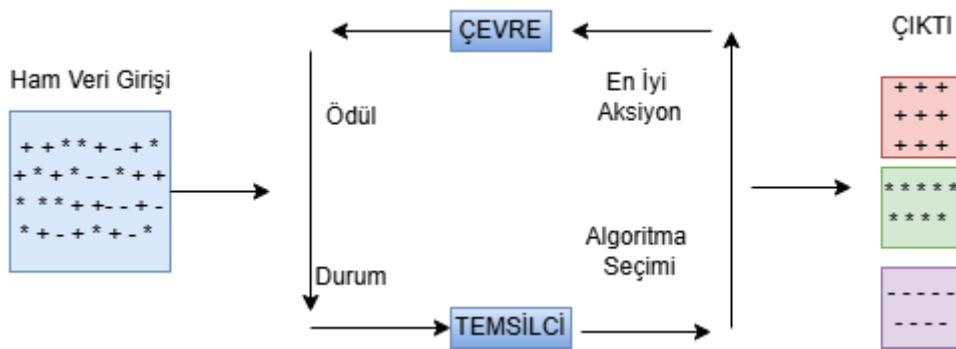 ÇEVRE
ÇIKTI
Ham Veri Girişi
Ödül
En İyi
Aksiyon
+ + * * + - + *
+ * + * - - * + +
* * * + + - - + -
* + - + * + - *
+ + +
+ + +
+ + +
* * * * *
* * * *
Durum
Algoritma
Seçimi
TEMSİLCİ
- - - - -
- - - -